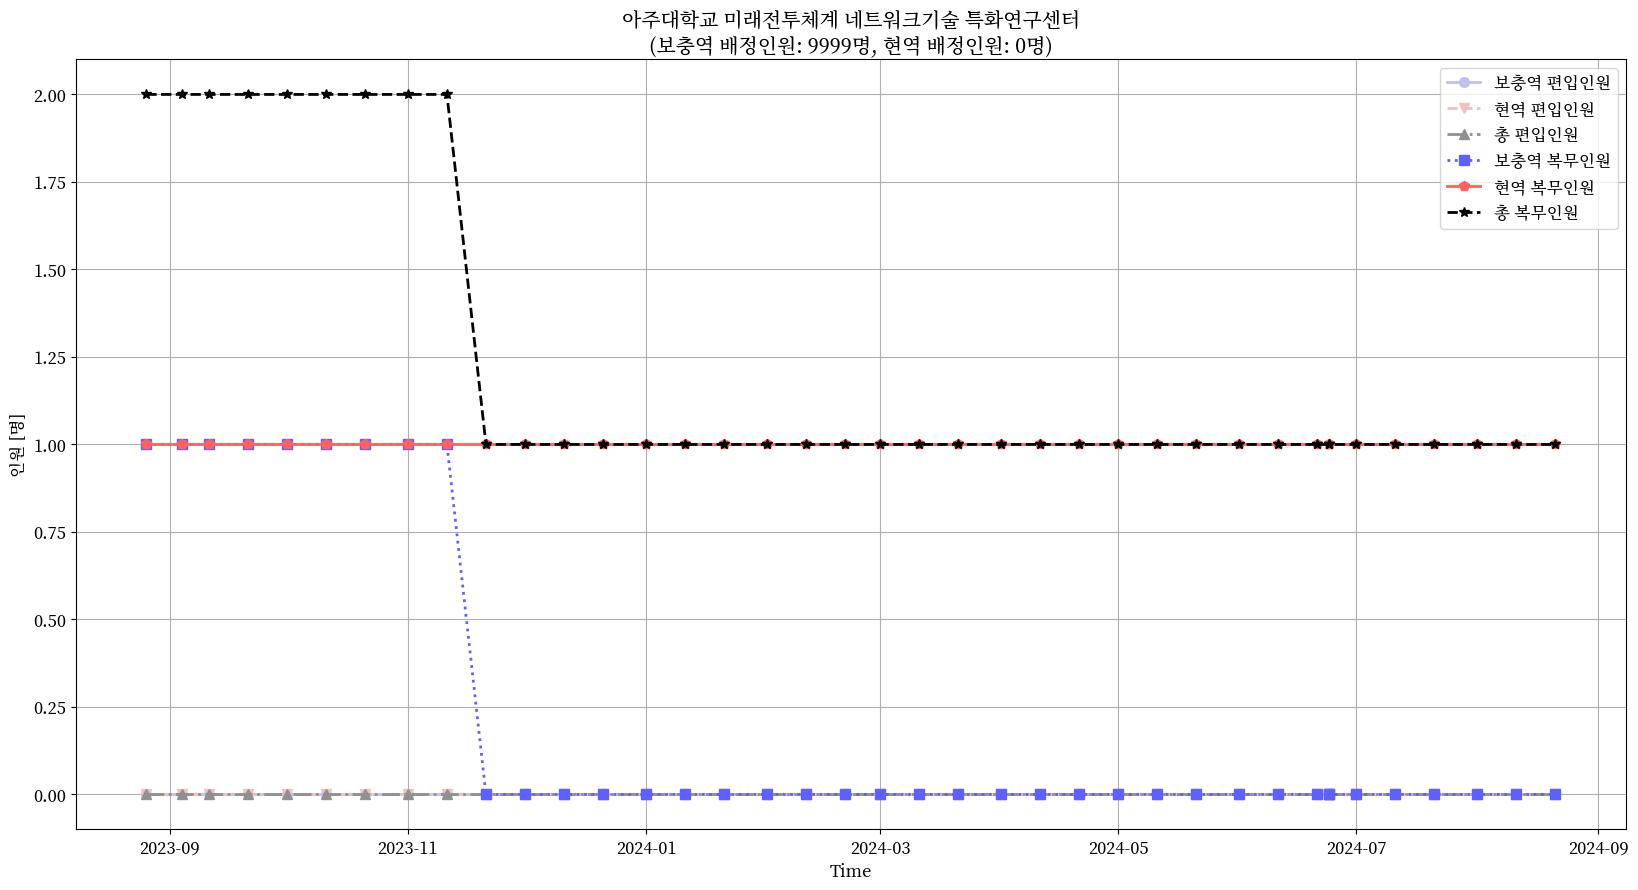 아주대학교 미래전투체계 네트워크기술 특화연구센터
(보충역 배정인원: 9999명, 현역 배정인원: 0명)
보충역 편입인원
현역 편입인원
총 편입인원
보충역 복무인원
현역 복무인원
총 복무인원
인원 [명]
2.00
1.75
1.50
1.25
1.00
0.75
0.50
0.25
0.00
2023-09
2023-11
2024-01
2024-03
2024-05
2024-07
2024-09
Time